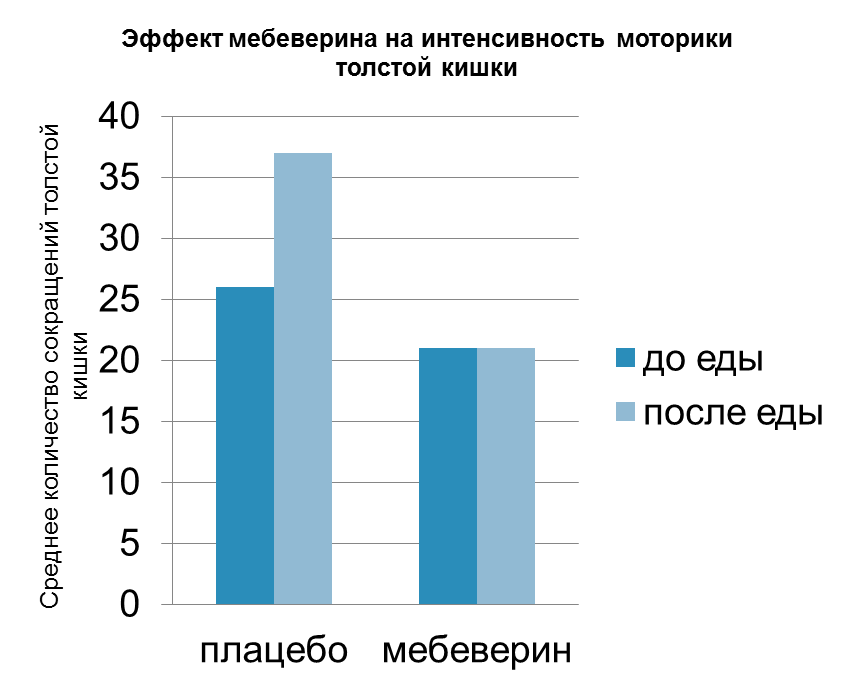 Эффект мебеверина на интенсивность моторики
толстой кишки
Среднее количество сокращений толстой
кишки
40
35
30
25
20
15
10
5
0
плацебо
мебеверин
до еды
после еды